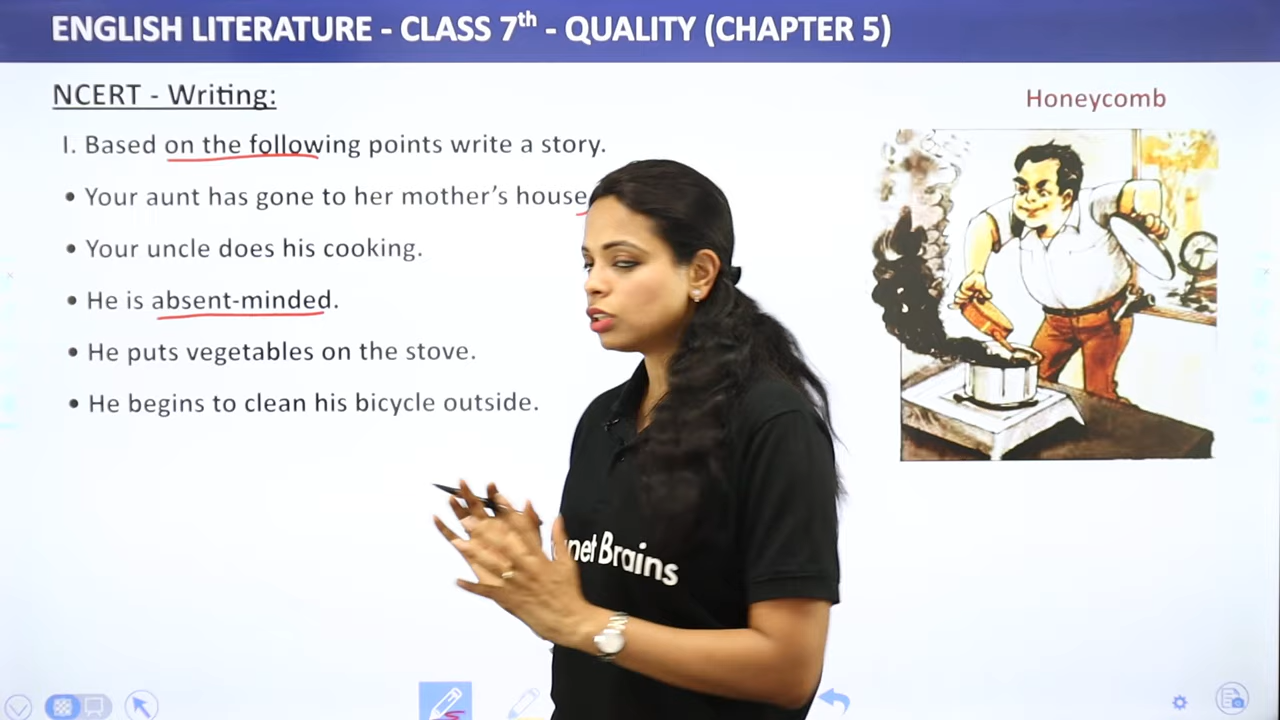 ENGLISH LITERATURE - CLASS 7th - QUALITY (CHAPTER 5)
NCERT - Writing:
Honeycomb
I. Based on the following points write a story.
• Your aunt has gone to her mother’s house
• Your uncle does his cooking.
• He is absent-minded.
• He puts vegetables on the stove.
• He begins to clean his bicycle outside.
Brains